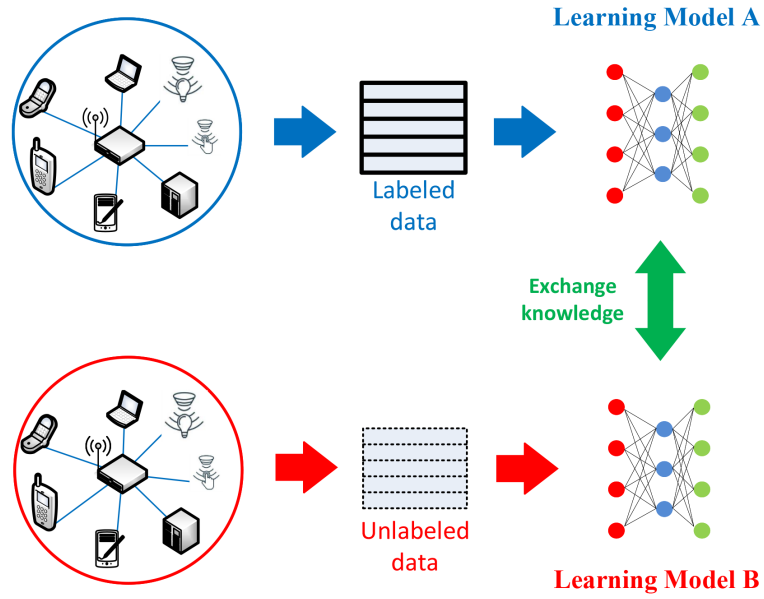 Learning Model A
Labeled
data
Exchange
knowledge
Unlabeled
data
Learning Model B